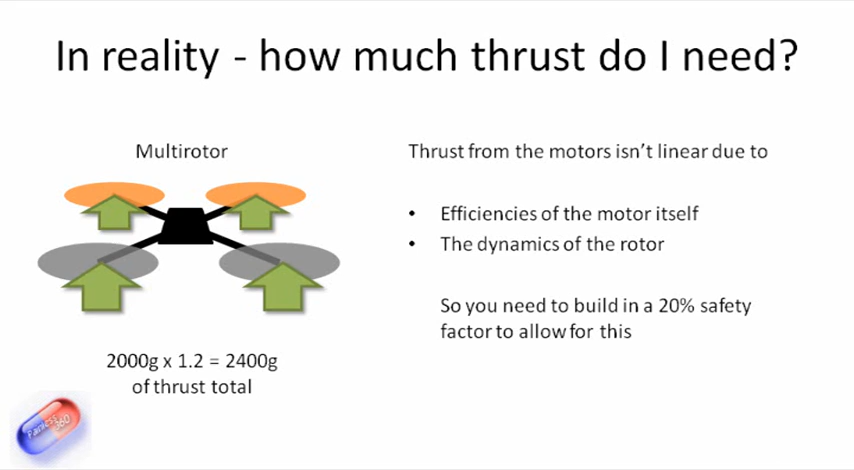 In reality - how much thrust do I need?
Multirotor
2000g x 1.2 = 2400g
of thrust total
Thrust from the motors isn't linear due to
• Efficiencies of the motor itself
• The dynamics of the rotor
So you need to build in a 20% safety
factor to allow for this
Painless360